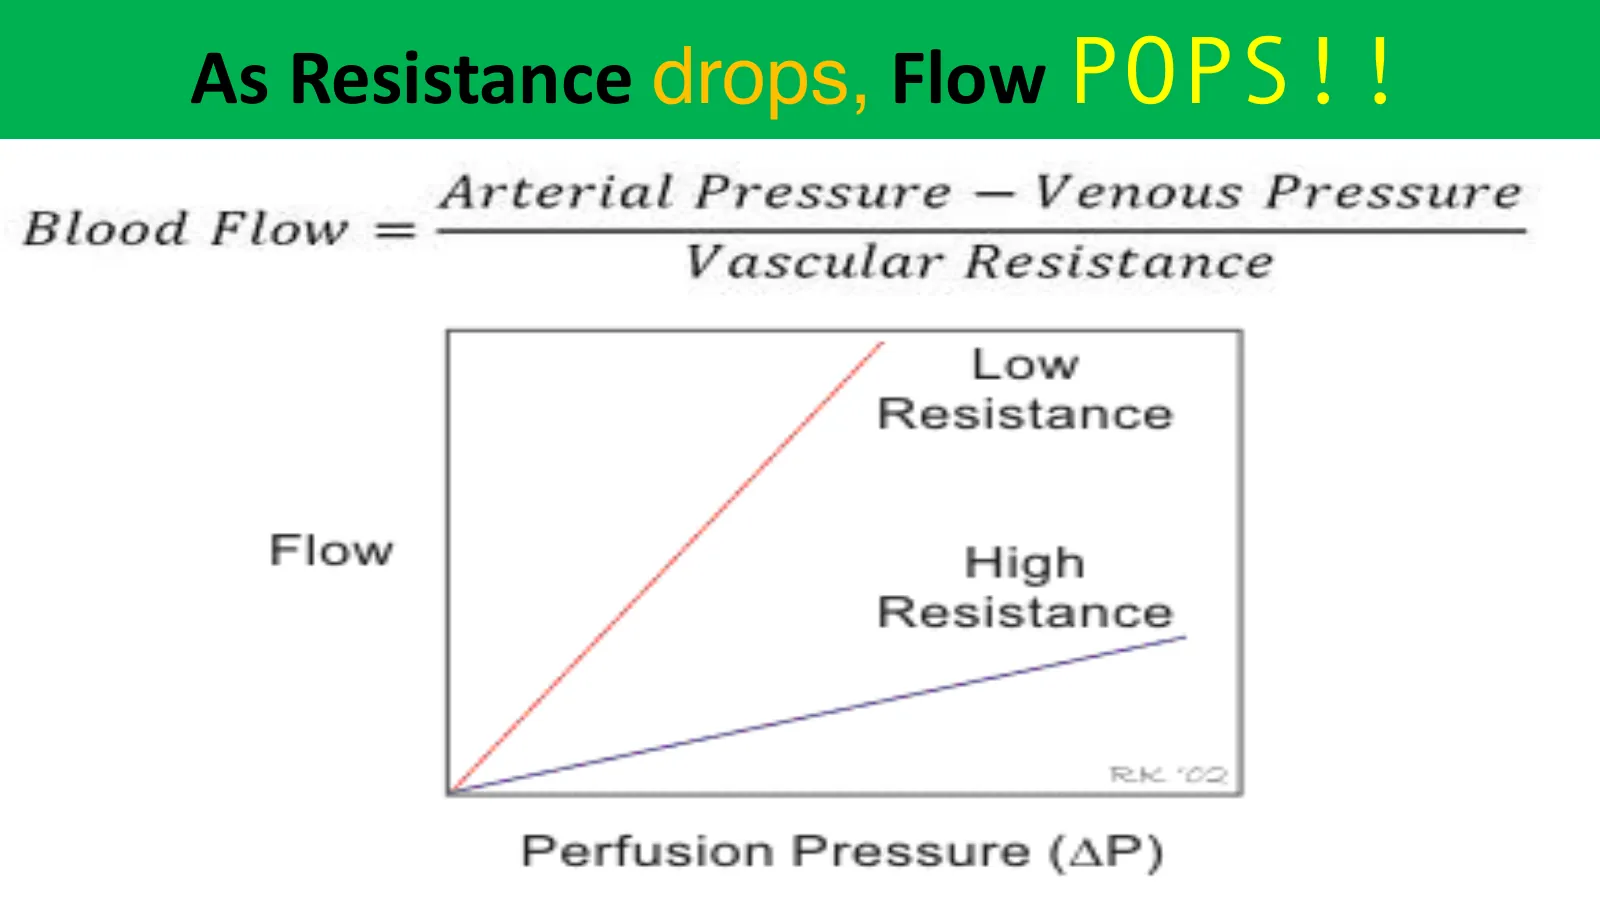 As Resistance drops, Flow POPS!!
Blood Flow = Arterial Pressure − Venous Pressure
Vascular Resistance
Low
Resistance
Flow
High
Resistance
RK '02
Perfusion Pressure (ΔP)